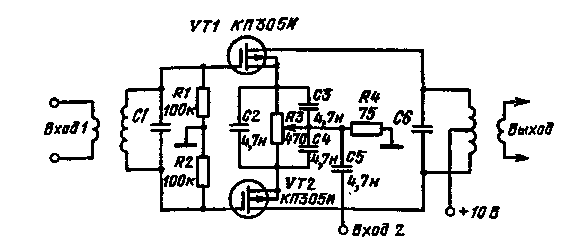 VT1 КП305И
Вход 1
C1
R1
100к
R2
100к
C2
4,7н
R3
470
C3
4,7н
C4
4,7н
R4
75
C5
4,7н
C6
VT2
КП305И
Выход
+10В
Вход 2